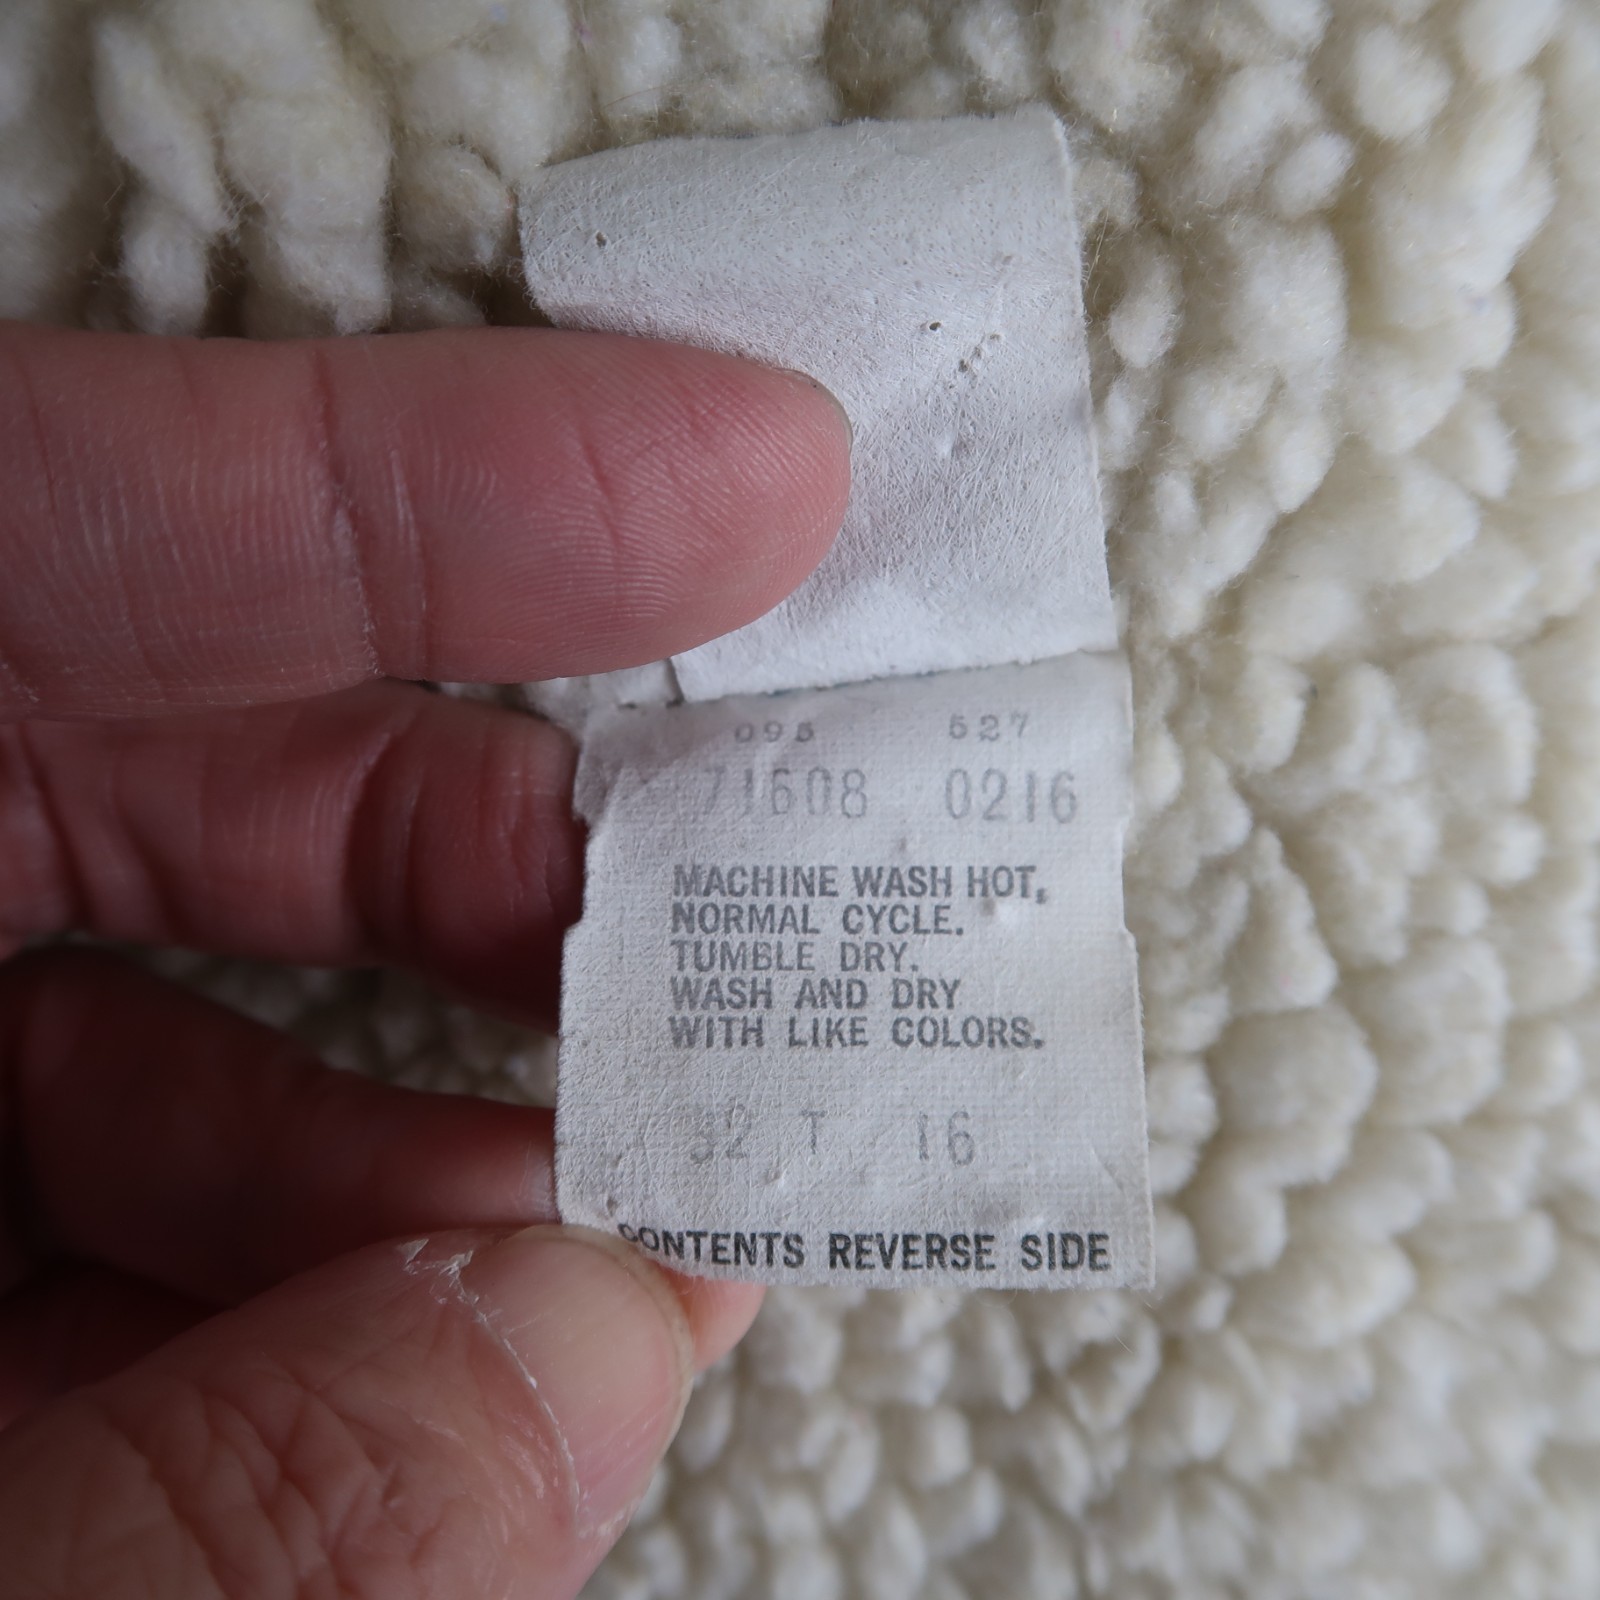 095 527
71608 0216
MACHINE WASH HOT,
NORMAL CYCLE.
TUMBLE DRY.
WASH AND DRY
WITH LIKE COLORS.
32 T 16
CONTENTS REVERSE SIDE